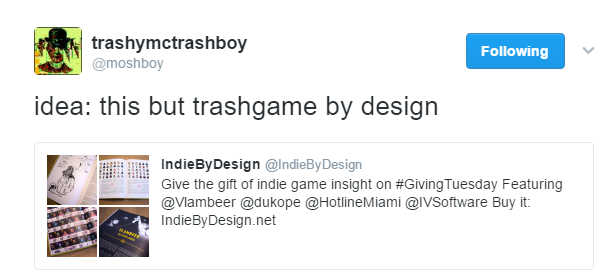 trashymctrashboy
@moshboy
Following
idea: this but trashgame by design
IndieByDesign @IndieByDesign
Give the gift of indie game insight on #GivingTuesday Featuring
@Vlambeer @dukope @HotlineMiami @IVSoftware Buy it:
IndieByDesign.net
VLAMBEER